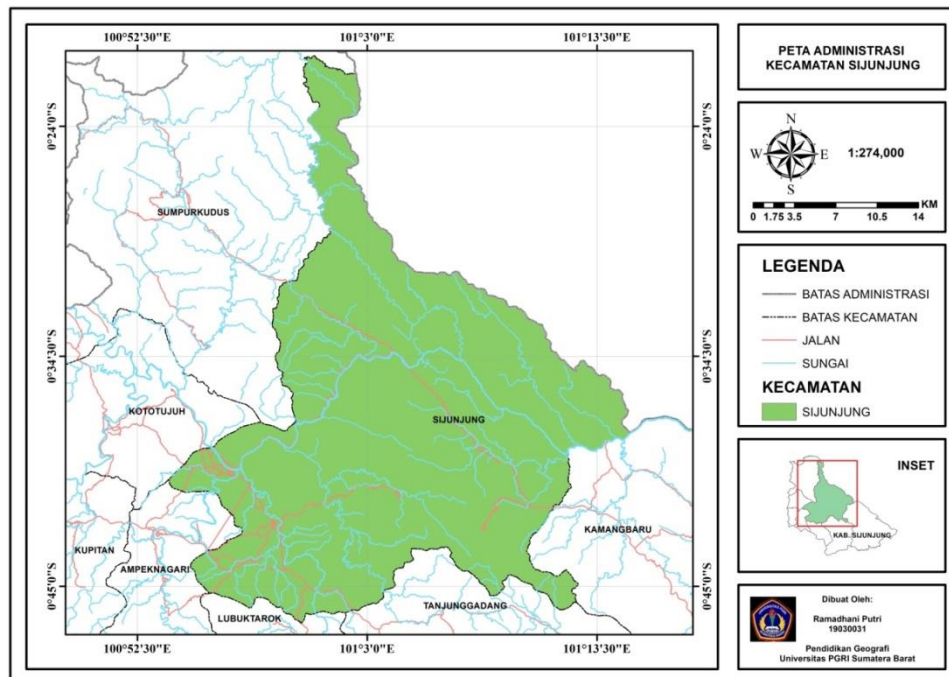 100°52'30"E
101°3'0"E
101°13'30"E
0°24'0"S
0°24'0"S
SUMPURKUDUS
0°34'30"S
0°34'30"S
KOTOTUJUH
SIJUNJUNG
KAMANGBARU
KUPITAN
AMPEKNAGARI
0°45'0"S
0°45'0"S
TANJUNGGADANG
LUBUKTAROK
100°52'30"E
101°3'0"E
101°13'30"E
PETA ADMINISTRASI
KECAMATAN SIJUNJUNG
N
W
E
S
1:274,000
KM
0 1.75 3.5 7 10.5 14
LEGENDA
BATAS ADMINISTRASI
BATAS KECAMATAN
JALAN
SUNGAI
KECAMATAN
SIJUNJUNG
INSET
KAB. SIJUNJUNG
Dibuat Oleh:
Ramadhani Putri
19030031
Pendidikan Geografi
Universitas PGRI Sumatera Barat